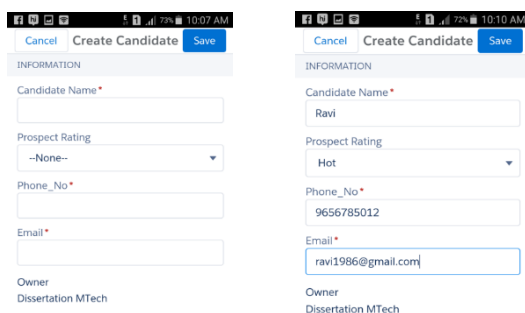 73% 10:07 AM
Cancel Create Candidate Save
INFORMATION
Candidate Name*
Prospect Rating
--None--
Phone_No*
Email*
Owner
Dissertation MTech
72% 10:10 AM
Cancel Create Candidate Save
INFORMATION
Candidate Name*
Ravi
Prospect Rating
Hot
Phone_No*
9656785012
Email*
ravi1986@gmail.com
Owner
Dissertation MTech